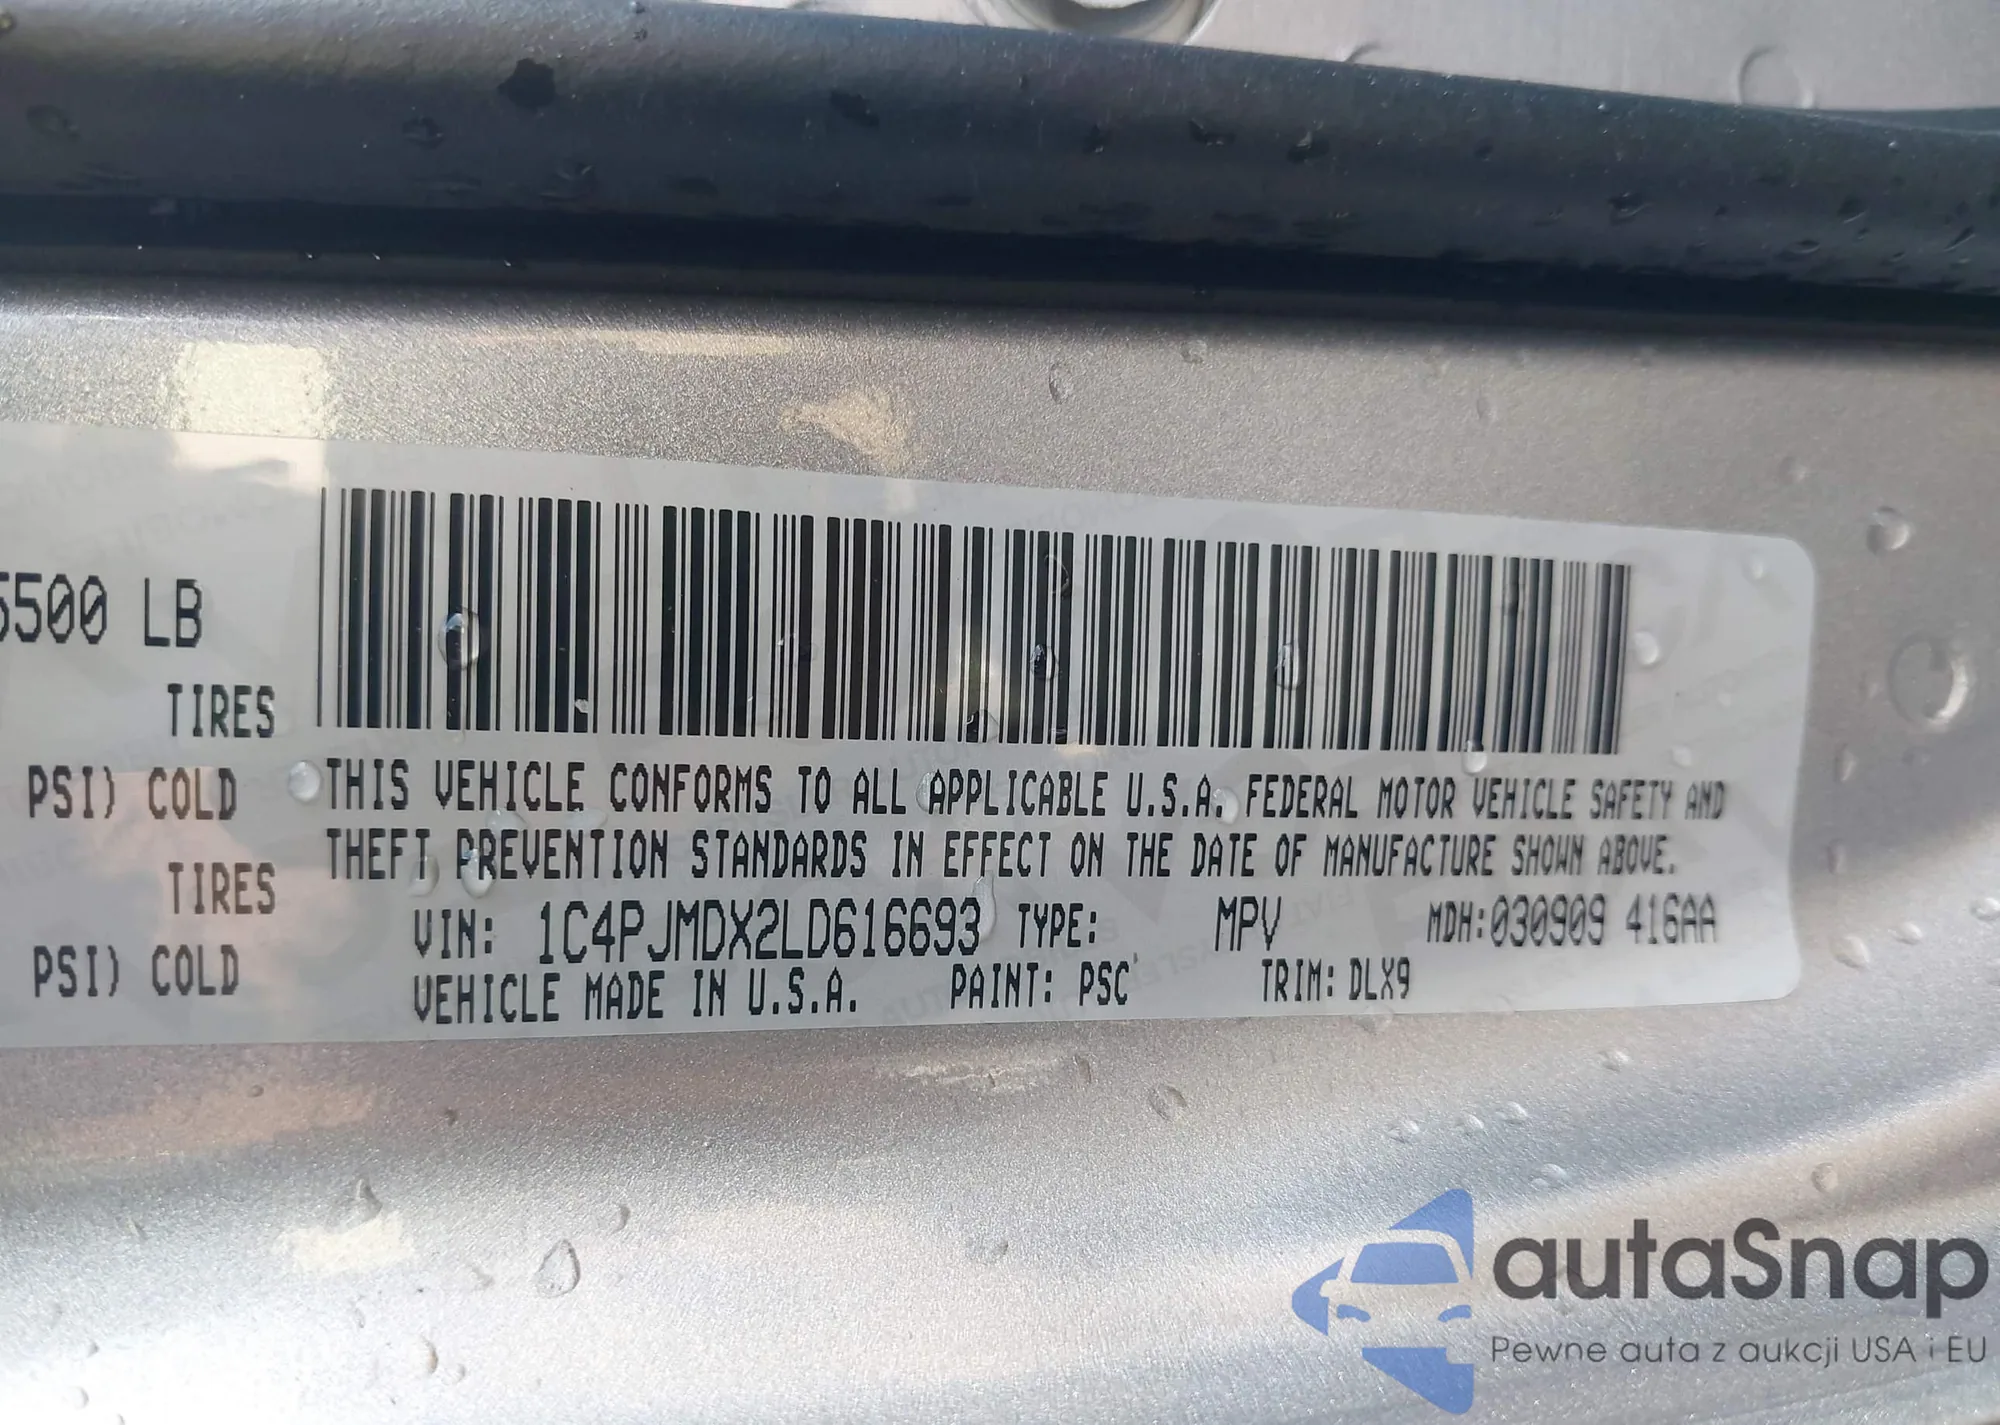 5500 LB
TIRES
PSI) COLD
TIRES
PSI) COLD
THIS VEHICLE CONFORMS TO ALL APPLICABLE U.S.A. FEDERAL MOTOR VEHICLE SAFETY AND
THEFT PREVENTION STANDARDS IN EFFECT ON THE DATE OF MANUFACTURE SHOWN ABOVE.
VIN: 1C4PJMDX2LD616693 TYPE: MPV MDH:030909 416AA
VEHICLE MADE IN U.S.A. PAINT: PSC TRIM: DLX9
autaSnap
Pewne auta z aukcji USA i EU